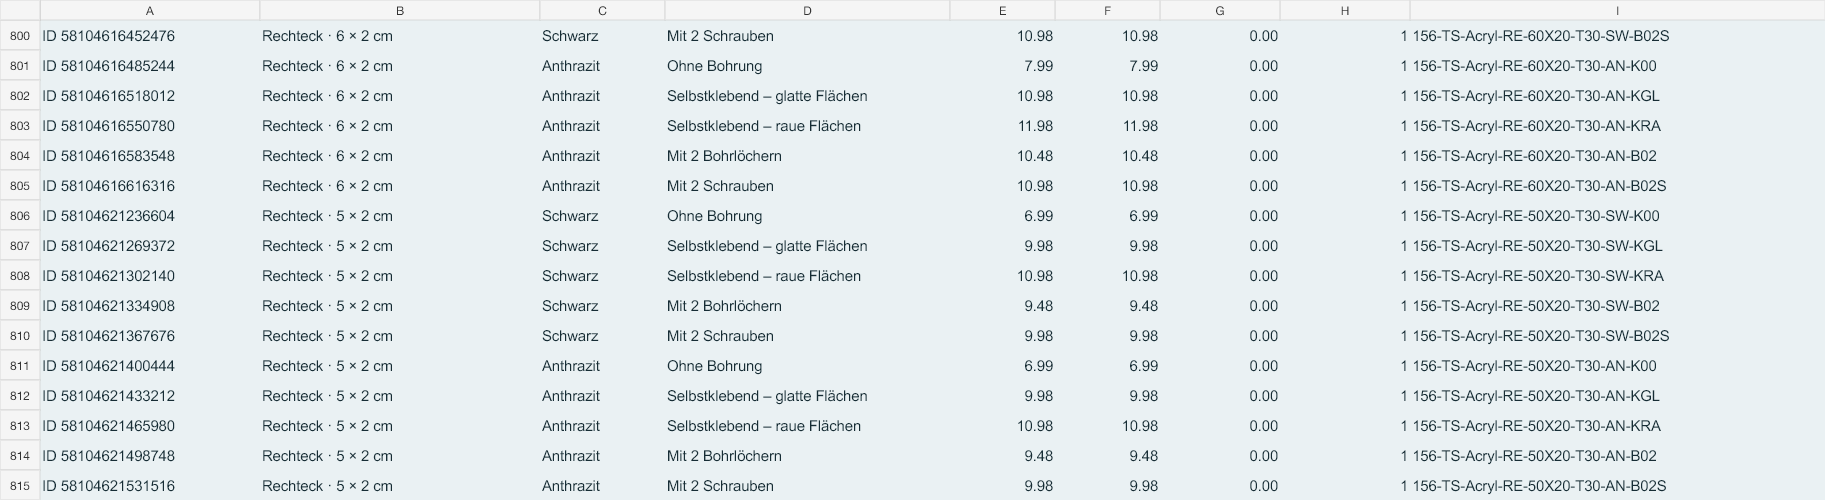 A B C D E F G H I
800 ID 58104616452476 Rechteck · 6 × 2 cm Schwarz Mit 2 Schrauben 10.98 10.98 0.00 1 156-TS-Acryl-RE-60X20-T30-SW-B02S
801 ID 58104616485244 Rechteck · 6 × 2 cm Anthrazit Ohne Bohrung 7.99 7.99 0.00 1 156-TS-Acryl-RE-60X20-T30-AN-K00
802 ID 58104616518012 Rechteck · 6 × 2 cm Anthrazit Selbstklebend – glatte Flächen 10.98 10.98 0.00 1 156-TS-Acryl-RE-60X20-T30-AN-KGL
803 ID 58104616550780 Rechteck · 6 × 2 cm Anthrazit Selbstklebend – raue Flächen 11.98 11.98 0.00 1 156-TS-Acryl-RE-60X20-T30-AN-KRA
804 ID 58104616583548 Rechteck · 6 × 2 cm Anthrazit Mit 2 Bohrlöchern 10.48 10.48 0.00 1 156-TS-Acryl-RE-60X20-T30-AN-B02
805 ID 58104616616316 Rechteck · 6 × 2 cm Anthrazit Mit 2 Schrauben 10.98 10.98 0.00 1 156-TS-Acryl-RE-60X20-T30-AN-B02S
806 ID 58104621236604 Rechteck · 5 × 2 cm Schwarz Ohne Bohrung 6.99 6.99 0.00 1 156-TS-Acryl-RE-50X20-T30-SW-K00
807 ID 58104621269372 Rechteck · 5 × 2 cm Schwarz Selbstklebend – glatte Flächen 9.98 9.98 0.00 1 156-TS-Acryl-RE-50X20-T30-SW-KGL
808 ID 58104621302140 Rechteck · 5 × 2 cm Schwarz Selbstklebend – raue Flächen 10.98 10.98 0.00 1 156-TS-Acryl-RE-50X20-T30-SW-KRA
809 ID 58104621334908 Rechteck · 5 × 2 cm Schwarz Mit 2 Bohrlöchern 9.48 9.48 0.00 1 156-TS-Acryl-RE-50X20-T30-SW-B02
810 ID 58104621367676 Rechteck · 5 × 2 cm Schwarz Mit 2 Schrauben 9.98 9.98 0.00 1 156-TS-Acryl-RE-50X20-T30-SW-B02S
811 ID 58104621400444 Rechteck · 5 × 2 cm Anthrazit Ohne Bohrung 6.99 6.99 0.00 1 156-TS-Acryl-RE-50X20-T30-AN-K00
812 ID 58104621433212 Rechteck · 5 × 2 cm Anthrazit Selbstklebend – glatte Flächen 9.98 9.98 0.00 1 156-TS-Acryl-RE-50X20-T30-AN-KGL
813 ID 58104621465980 Rechteck · 5 × 2 cm Anthrazit Selbstklebend – raue Flächen 10.98 10.98 0.00 1 156-TS-Acryl-RE-50X20-T30-AN-KRA
814 ID 58104621498748 Rechteck · 5 × 2 cm Anthrazit Mit 2 Bohrlöchern 9.48 9.48 0.00 1 156-TS-Acryl-RE-50X20-T30-AN-B02
815 ID 58104621531516 Rechteck · 5 × 2 cm Anthrazit Mit 2 Schrauben 9.98 9.98 0.00 1 156-TS-Acryl-RE-50X20-T30-AN-B02S